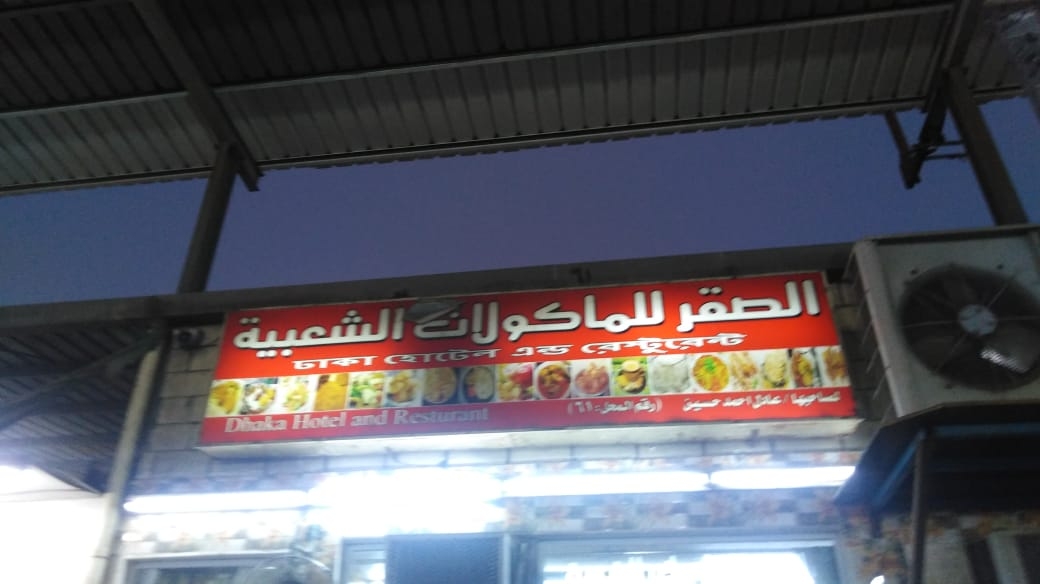 الصقر للماكولات الشعبية
ঢাকা হোটেল এন্ড রেস্টুরেন্ট
Dhaka Hotel and Resturant
(رقم المحل: ٦١)
لصاحبها / عادل احمد حسين